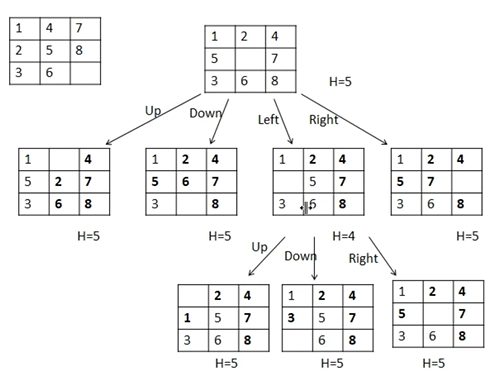 1 4 7
2 5 8
3 6
1 2 4
5 7
3 6 8
H=5
Up
Down
Left
Right
1 4
5 2 7
3 6 8
H=5
1 2 4
5 6 7
3 8
H=5
1 2 4
5 7
3 6 8
H=4
1 2 4
5 7
3 6 8
H=5
Up
Down
Right
2 4
1 5 7
3 6 8
H=5
1 2 4
3 5 7
6 8
H=5
1 2 4
5 7
3 6 8
H=5